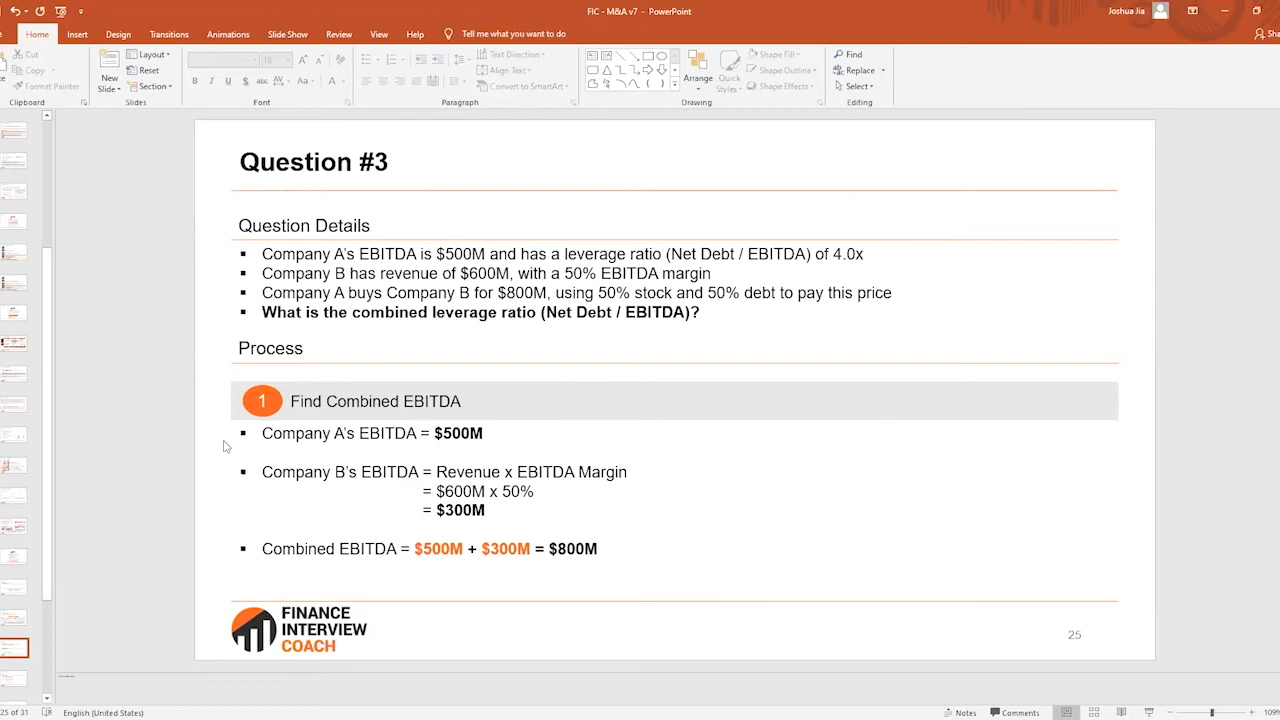 FIC - M&A v7 - PowerPoint
Joshua Jia
Home Insert Design Transitions Animations Slide Show Review View Help Tell me what you want to do
Cut
Copy
Format Painter
Clipboard
New
Slide
Layout
Reset
Section
Slides
18
Font
Text Direction
Align Text
Convert to SmartArt
Paragraph
Arrange
Quick
Styles
Shape Fill
Shape Outline
Shape Effects
Drawing
Find
Replace
Select
Editing
Question #3
Question Details
▪ Company A's EBITDA is $500M and has a leverage ratio (Net Debt / EBITDA) of 4.0x
▪ Company B has revenue of $600M, with a 50% EBITDA margin
▪ Company A buys Company B for $800M, using 50% stock and 50% debt to pay this price
▪ What is the combined leverage ratio (Net Debt / EBITDA)?
Process
1 Find Combined EBITDA
▪ Company A's EBITDA = $500M
▪ Company B's EBITDA = Revenue x EBITDA Margin
= $600M x 50%
= $300M
▪ Combined EBITDA = $500M + $300M = $800M
FINANCE
INTERVIEW
COACH
25
25 of 31 English (United States) Notes Comments